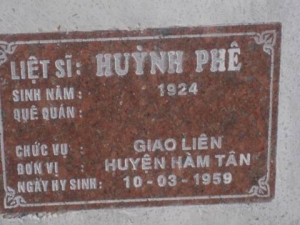 LIỆT SĨ: HUỲNH PHÊ
SINH NĂM : 1924
QUÊ QUÁN :
CHỨC VỤ : GIAO LIÊN
ĐƠN VỊ : HUYỆN HÀM TÂN
NGÀY HY SINH: 10-03-1959